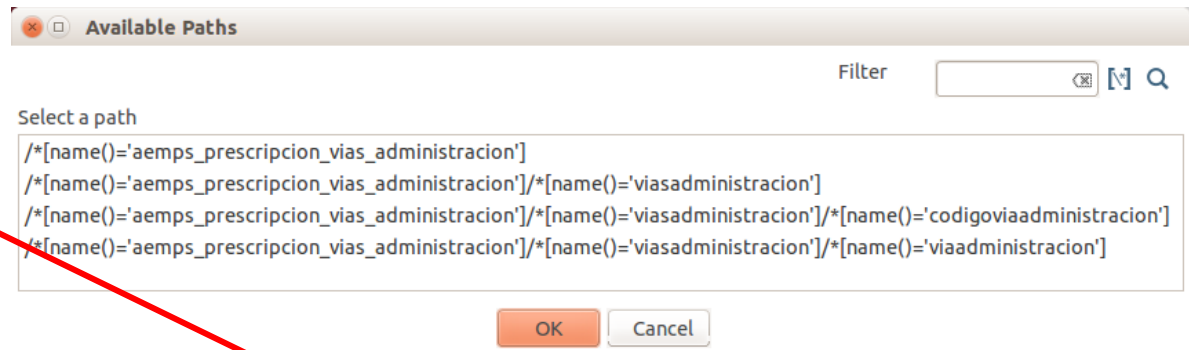 Available Paths
Filter
Select a path
/*[name()='aemps_prescripcion_vias_administracion']
/*[name()='aemps_prescripcion_vias_administracion']/*[name()='viasadministracion']
/*[name()='aemps_prescripcion_vias_administracion']/*[name()='viasadministracion']/*[name()='codigoviaadministracion']
/*[name()='aemps_prescripcion_vias_administracion']/*[name()='viasadministracion']/*[name()='viaadministracion']
OK Cancel